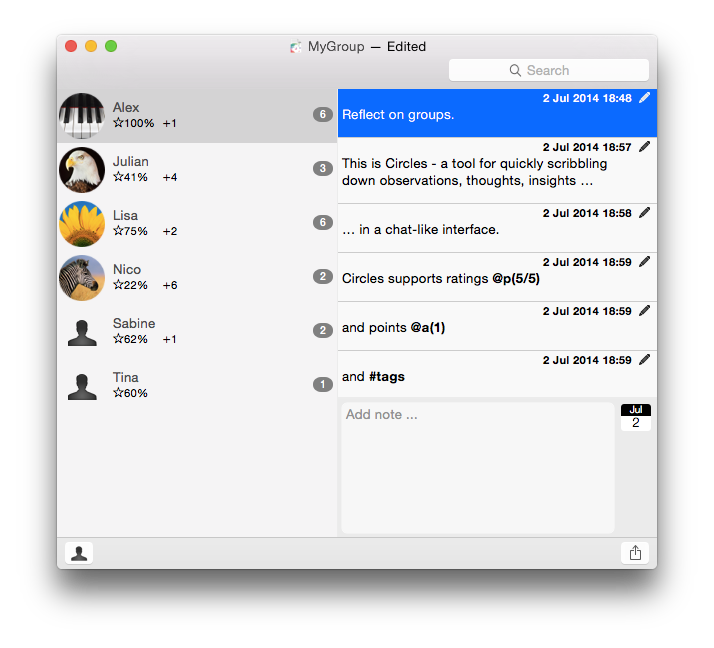 MyGroup — Edited
Search
Alex
☆100% +1
6
Julian
☆41% +4
3
Lisa
☆75% +2
6
Nico
☆22% +6
2
Sabine
☆62% +1
2
Tina
☆60%
1
2 Jul 2014 18:48
Reflect on groups.
2 Jul 2014 18:57
This is Circles - a tool for quickly scribbling
down observations, thoughts, insights …
2 Jul 2014 18:58
… in a chat-like interface.
2 Jul 2014 18:59
Circles supports ratings @p(5/5)
2 Jul 2014 18:59
and points @a(1)
2 Jul 2014 18:59
and #tags
Add note ...
Jul
2